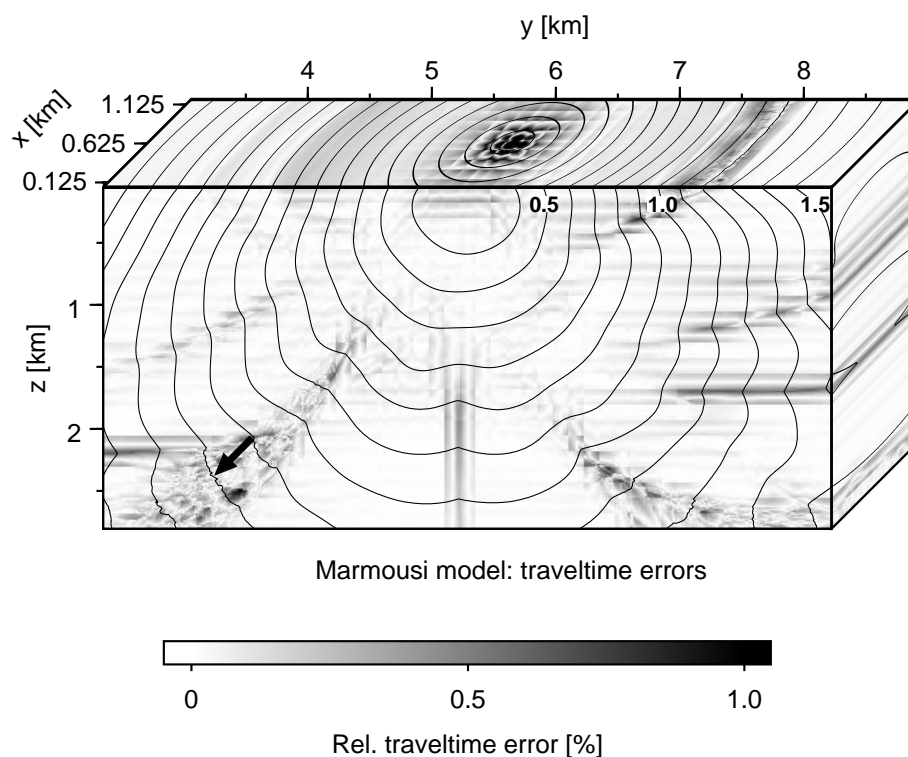 y [km]
4 5 6 7 8
x [km]
1.125
0.625
0.125
0.5 1.0 1.5
z [km]
1
2
Marmousi model: traveltime errors
0 0.5 1.0
Rel. traveltime error [%]